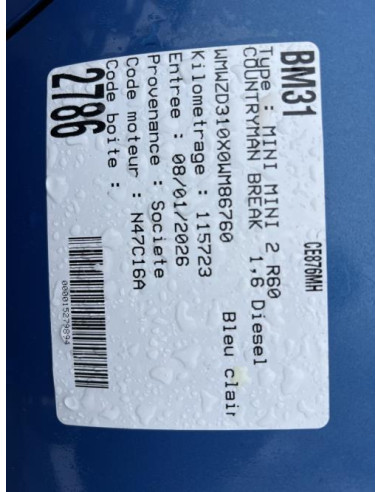 BM31
CE876MH
Type : MINI MINI 2 R60
COUNTRYMAN BREAK 1,6 Diesel
WMWZD310X0WM86760
Bleu clair
Kilometrage : 115723
Entree : 08/01/2026
Provenance : Societe
Code moteur : N47C16A
Code boite :
2786
000015279894